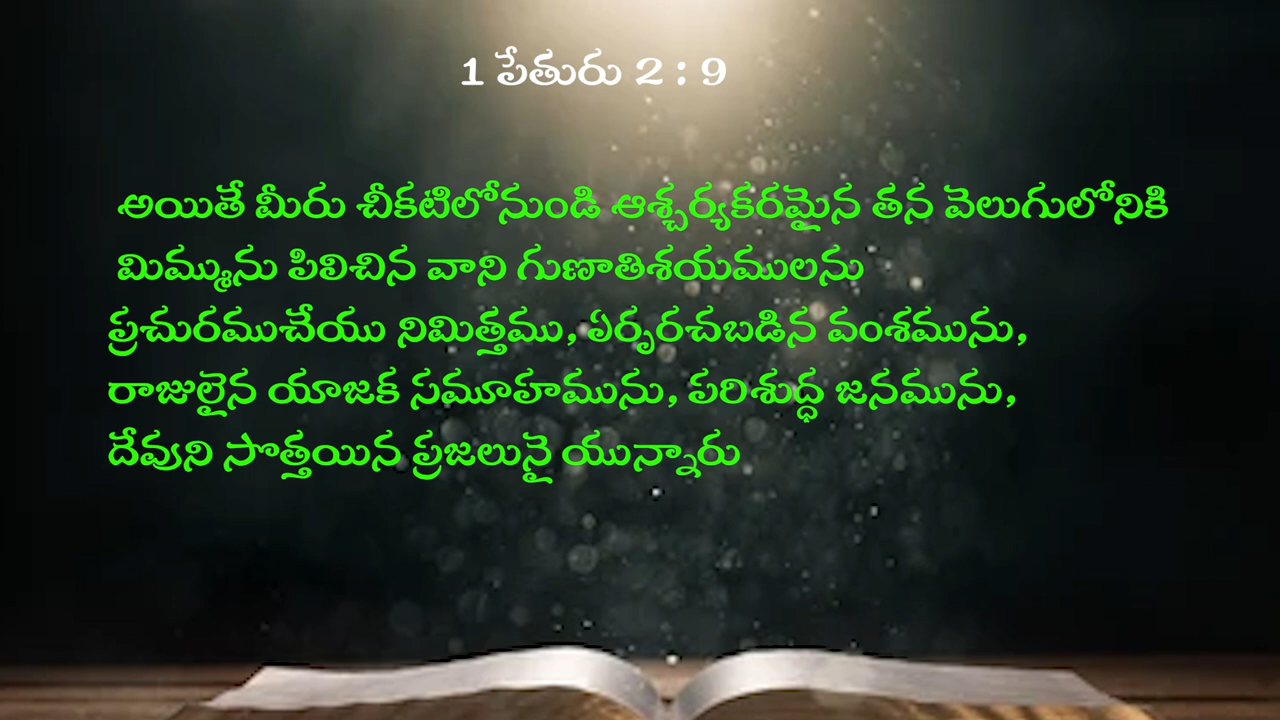 1 పేతురు 2 : 9
అయితే మీరు చీకటిలోనుండి ఆశ్చర్యకరమైన తన వెలుగులోనికి
మిమ్మును పిలిచిన వాని గుణాతిశయములను
ప్రచురముచేయు నిమిత్తము, ఏర్పరచబడిన వంశమును,
రాజులైన యాజక సమూహమును, పరిశుద్ధ జనమును,
దేవుని సొత్తయిన ప్రజలునై యున్నారు